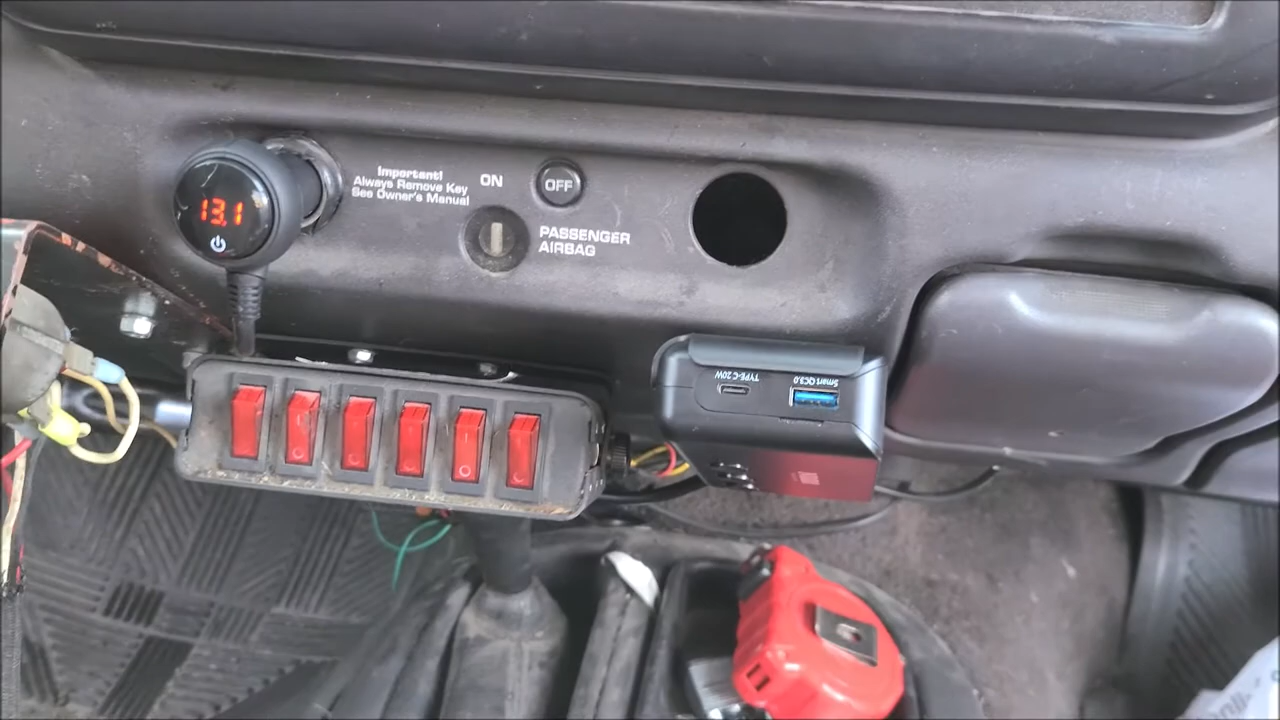 13.1
Important!
Always Remove Key
See Owner's Manual
ON
OFF
PASSENGER
AIRBAG
TYPE-C 20W
Smart QC3.0